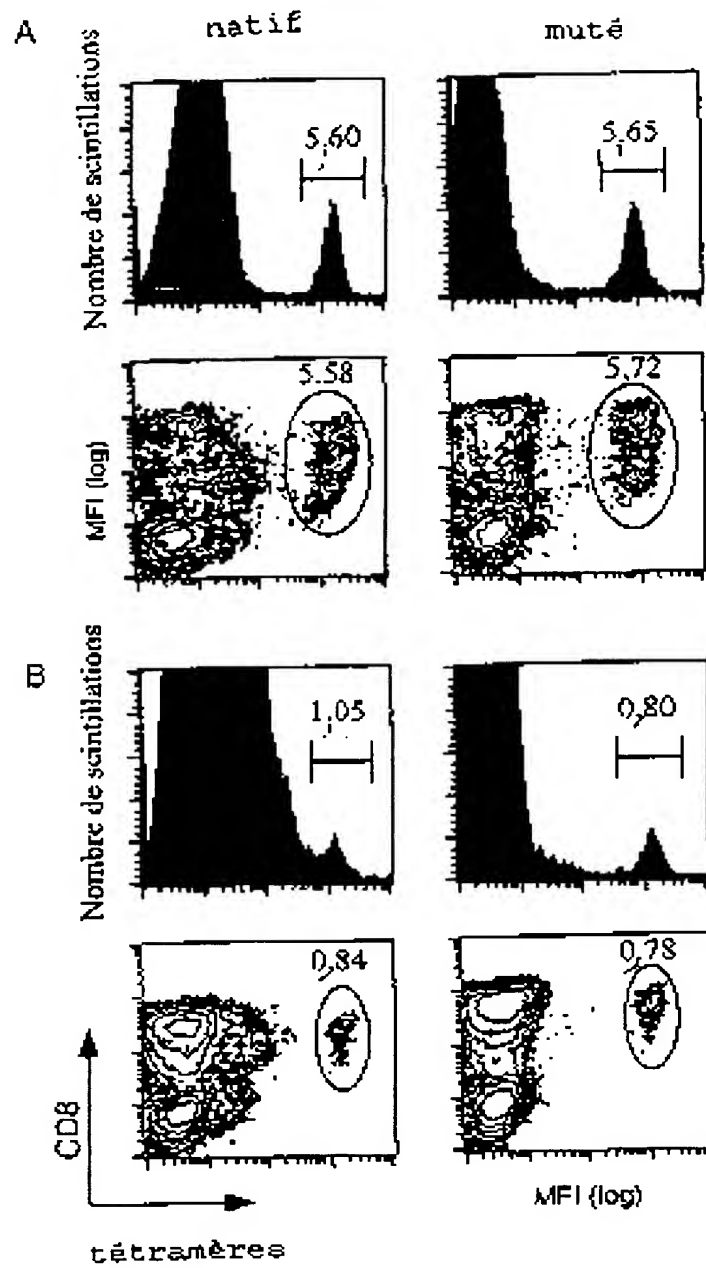 A
natif
muté
Nombre de scintillations
5,60
5,65
MFI (log)
5.58
5,72
B
Nombre de scintillations
1,05
0,80
0,84
0,78
CD8
MFI (log)
tétramères